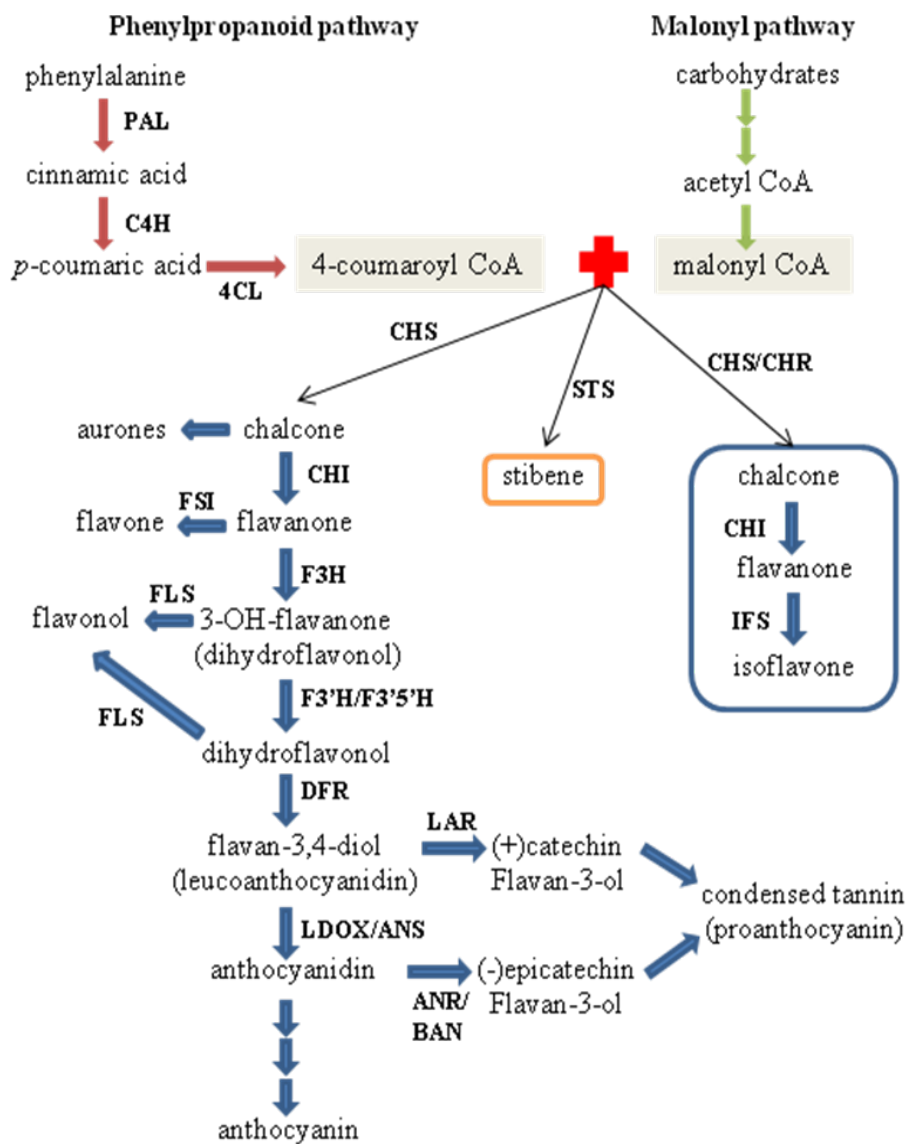 Phenylpropanoid pathway
Malonyl pathway
phenylalanine
carbohydrates
PAL
cinnamic acid
acetyl CoA
C4H
p-coumaric acid
4-coumaroyl CoA
malonyl CoA
4CL
CHS
STS
CHS/CHR
aurones
chalcone
stibene
chalcone
CHI
CHI
FSI
flavone
flavanone
flavanone
F3H
IFS
FLS
flavonol
3-OH-flavanone
(dihydroflavonol)
isoflavone
F3’H/F3’5’H
FLS
dihydroflavonol
DFR
LAR
flavan-3,4-diol
(leucoanthocyanidin)
(+)catechin
Flavan-3-ol
condensed tannin
(proanthocyanin)
LDOX/ANS
anthocyanidin
(-)epicatechin
Flavan-3-ol
ANR/
BAN
anthocyanin